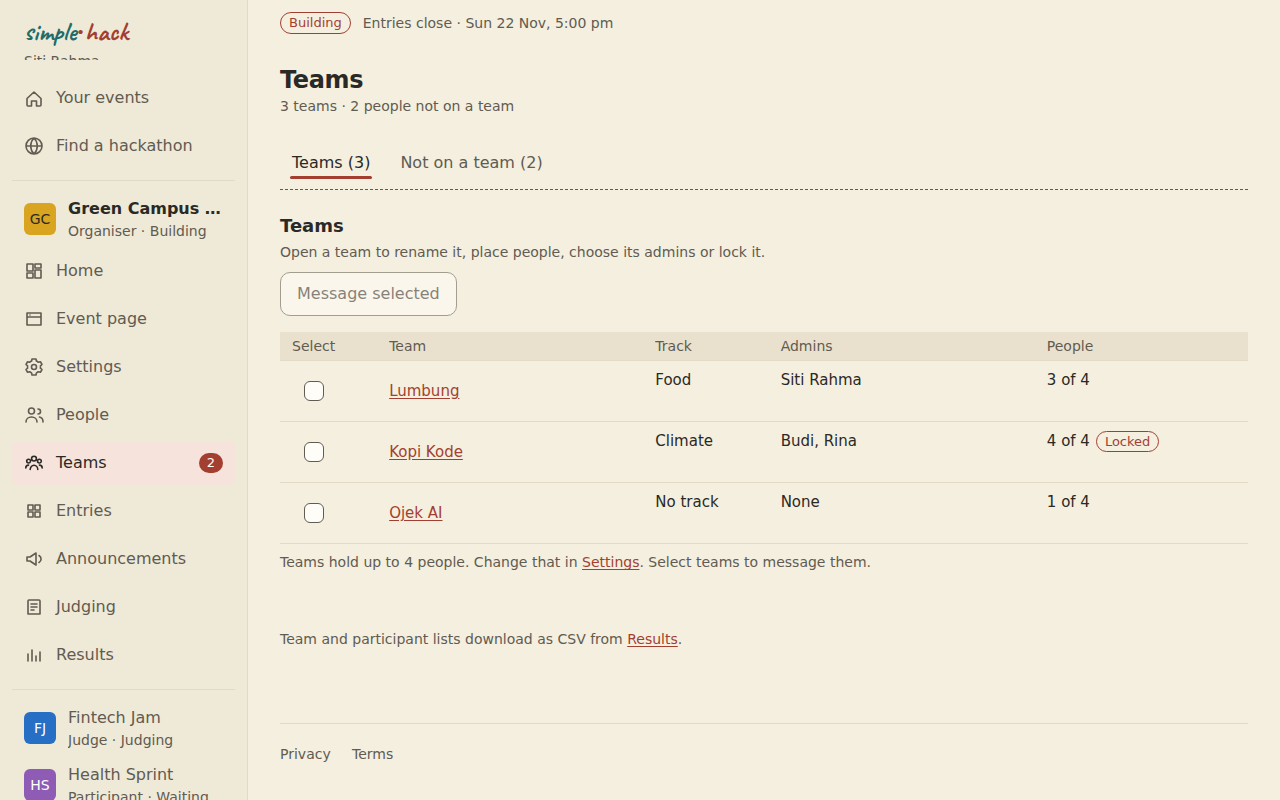 simple·hack
Siti Rahma
Your events
Find a hackathon
GC
Green Campus …
Organiser · Building
Home
Event page
Settings
People
Teams
2
Entries
Announcements
Judging
Results
FJ
Fintech Jam
Judge · Judging
HS
Health Sprint
Participant · Waiting
Building
Entries close · Sun 22 Nov, 5:00 pm
Teams
3 teams · 2 people not on a team
Teams (3)
Not on a team (2)
Teams
Open a team to rename it, place people, choose its admins or lock it.
Message selected
Select Team Track Admins People
Lumbung Food Siti Rahma 3 of 4
Kopi Kode Climate Budi, Rina 4 of 4 Locked
Ojek AI No track None 1 of 4
Teams hold up to 4 people. Change that in Settings. Select teams to message them.
Team and participant lists download as CSV from Results.
Privacy Terms